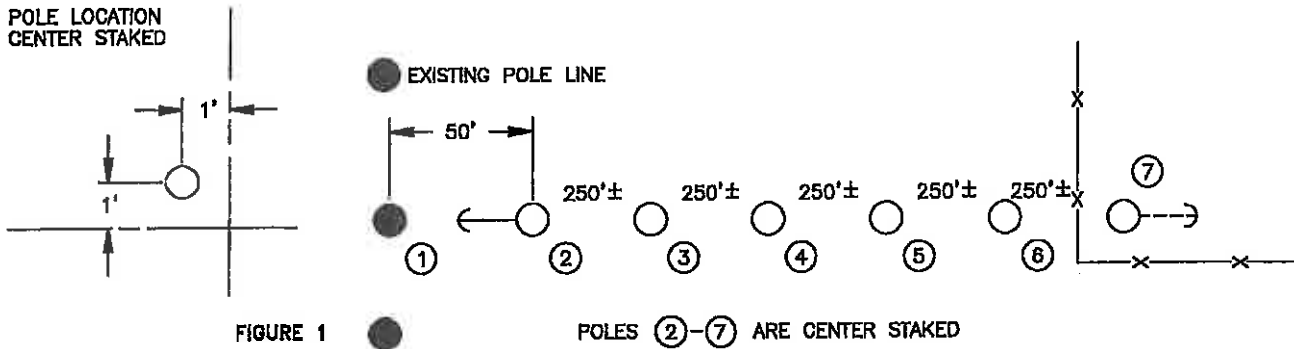 POLE LOCATION
CENTER STAKED
1'
1'
EXISTING POLE LINE
50'
250'± 250'± 250'± 250'± 250'±
7
1 2 3 4 5 6
FIGURE 1
POLES 2-7 ARE CENTER STAKED